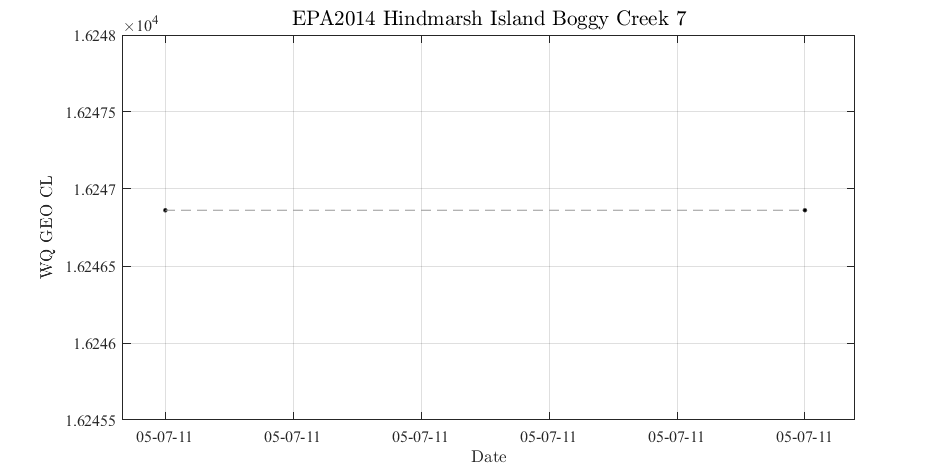 EPA2014 Hindmarsh Island Boggy Creek 7
×10^4
1.6248
1.62475
1.6247
1.62465
1.6246
1.62455
WQ GEO CL
05-07-11 05-07-11 05-07-11 05-07-11 05-07-11 05-07-11
Date